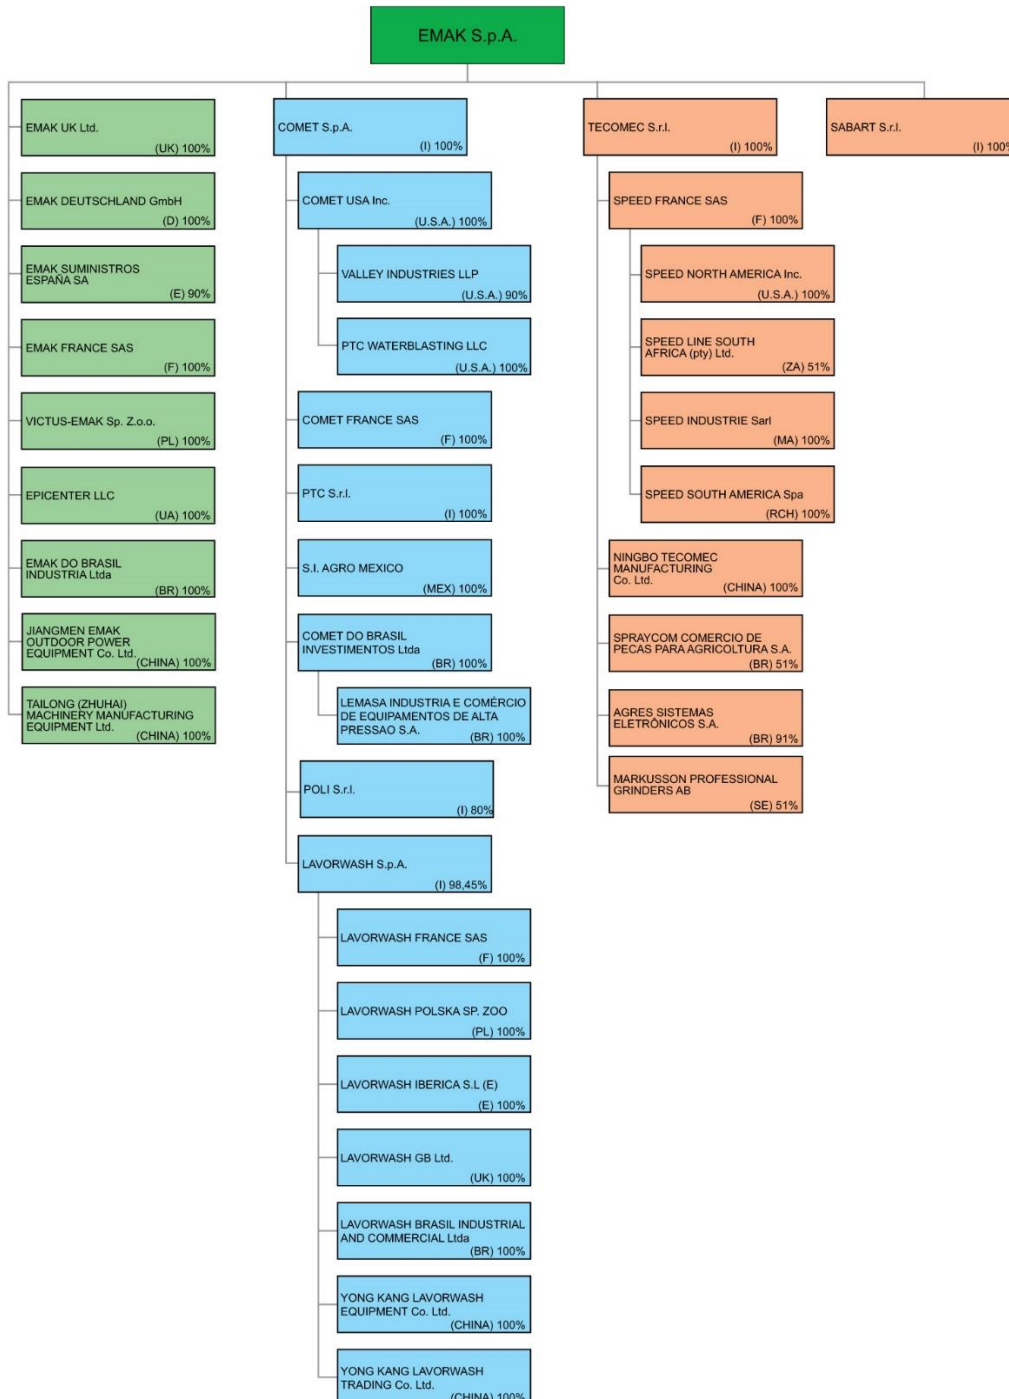 EMAK S.p.A.
EMAK UK Ltd.
(UK) 100%
EMAK DEUTSCHLAND GmbH
(D) 100%
EMAK SUMINISTROS
ESPAÑA SA
(E) 90%
EMAK FRANCE SAS
(F) 100%
VICTUS-EMAK Sp. Z.o.o.
(PL) 100%
EPICENTER LLC
(UA) 100%
EMAK DO BRASIL
INDUSTRIA Ltda
(BR) 100%
JIANGMEN EMAK
OUTDOOR POWER
EQUIPMENT Co. Ltd.
(CHINA) 100%
TAILONG (ZHUHAI)
MACHINERY MANUFACTURING
EQUIPMENT Ltd.
(CHINA) 100%
COMET S.p.A.
(I) 100%
COMET USA Inc.
(U.S.A.) 100%
VALLEY INDUSTRIES LLP
(U.S.A.) 90%
PTC WATERBLASTING LLC
(U.S.A.) 100%
COMET FRANCE SAS
(F) 100%
PTC S.r.l.
(I) 100%
S.I. AGRO MEXICO
(MEX) 100%
COMET DO BRASIL
INVESTIMENTOS Ltda
(BR) 100%
LEMASA INDUSTRIA E COMÉRCIO
DE EQUIPAMENTOS DE ALTA
PRESSAO S.A.
(BR) 100%
POLI S.r.l.
(I) 80%
LAVORWASH S.p.A.
(I) 98,45%
LAVORWASH FRANCE SAS
(F) 100%
LAVORWASH POLSKA SP. ZOO
(PL) 100%
LAVORWASH IBERICA S.L (E)
(E) 100%
LAVORWASH GB Ltd.
(UK) 100%
LAVORWASH BRASIL INDUSTRIAL
AND COMMERCIAL Ltda
(BR) 100%
YONG KANG LAVORWASH
EQUIPMENT Co. Ltd.
(CHINA) 100%
YONG KANG LAVORWASH
TRADING Co. Ltd.
(CHINA) 100%
TECOMEC S.r.l.
(I) 100%
SPEED FRANCE SAS
(F) 100%
SPEED NORTH AMERICA Inc.
(U.S.A.) 100%
SPEED LINE SOUTH
AFRICA (pty) Ltd.
(ZA) 51%
SPEED INDUSTRIE Sarl
(MA) 100%
SPEED SOUTH AMERICA Spa
(RCH) 100%
NINGBO TECOMEC
MANUFACTURING
Co. Ltd.
(CHINA) 100%
SPRAYCOM COMERCIO DE
PECAS PARA AGRICOLTURA S.A.
(BR) 51%
AGRES SISTEMAS
ELETRÔNICOS S.A.
(BR) 91%
MARKUSSON PROFESSIONAL
GRINDERS AB
(SE) 51%
SABART S.r.l.
(I) 100%